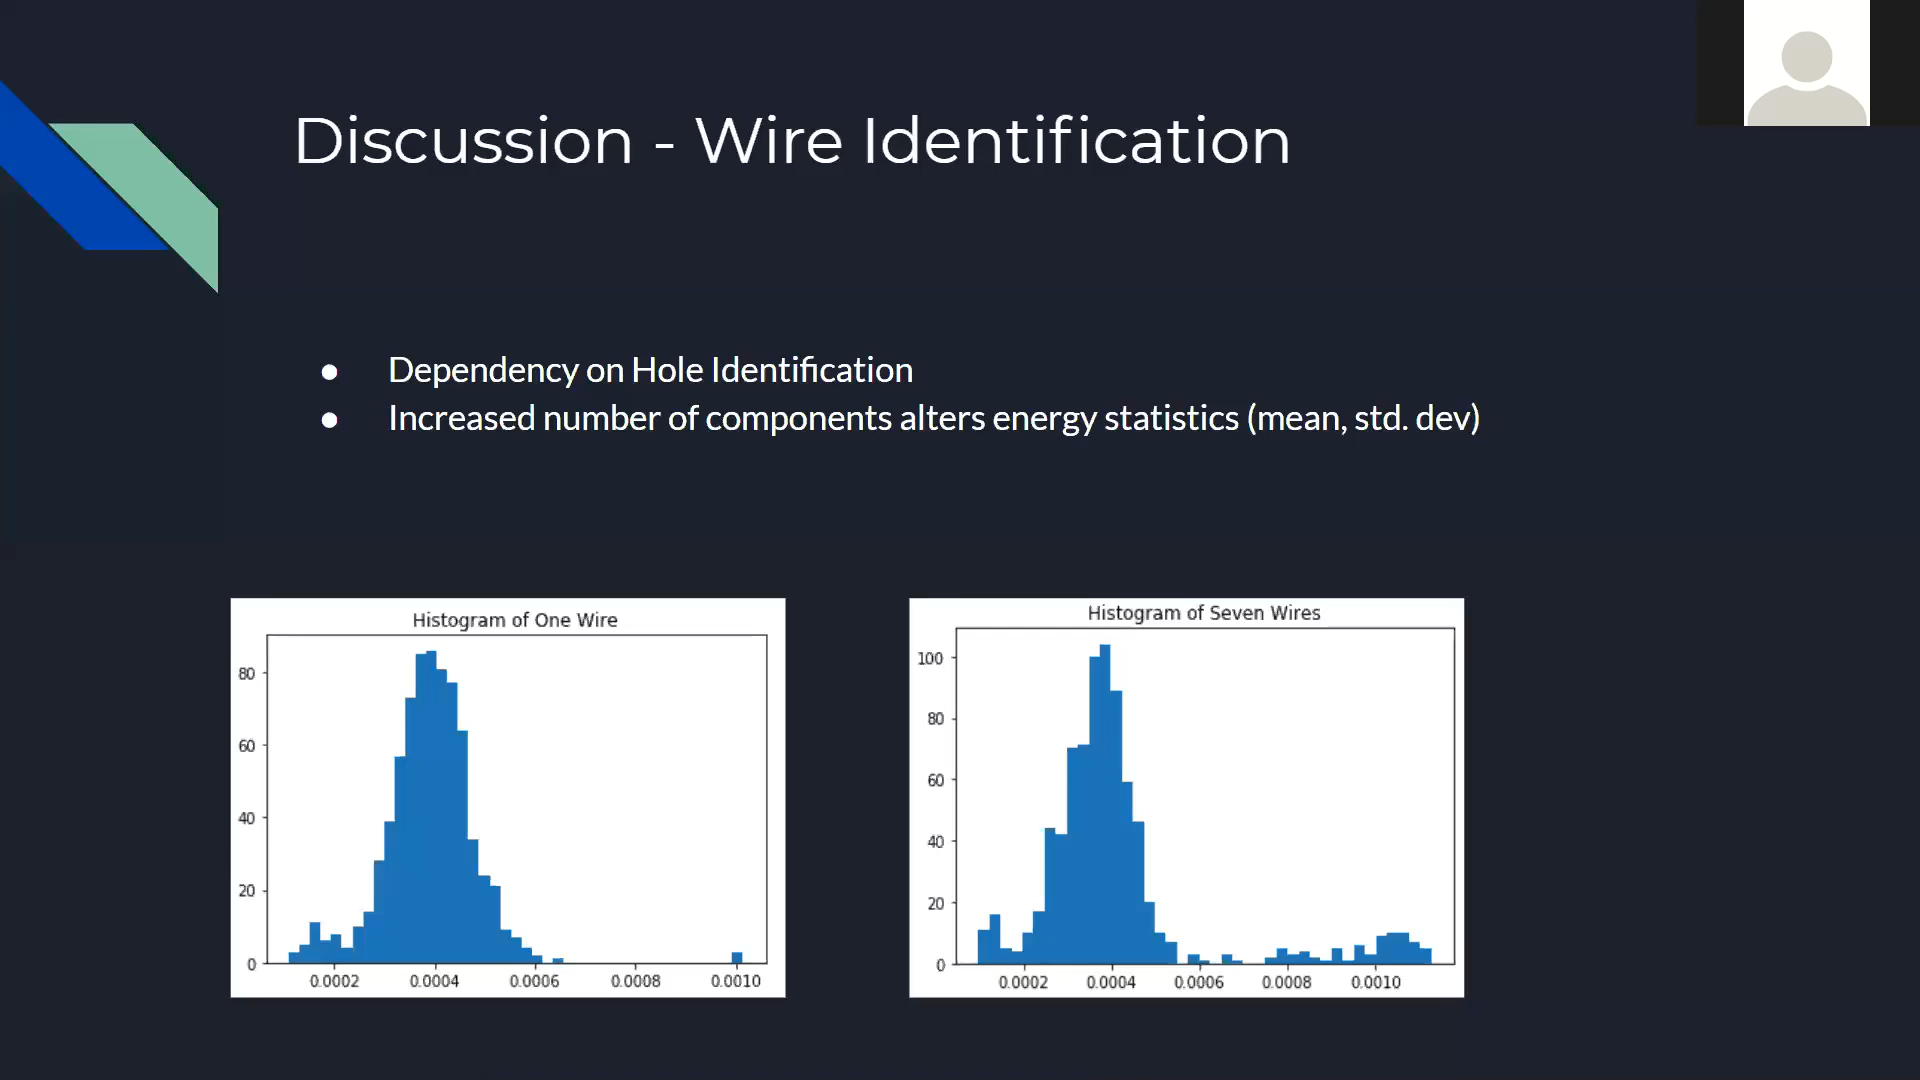 Discussion - Wire Identification
● Dependency on Hole Identification
● Increased number of components alters energy statistics (mean, std. dev)
Histogram of One Wire
80
60
40
20
0
0.0002 0.0004 0.0006 0.0008 0.0010
Histogram of Seven Wires
100
80
60
40
20
0
0.0002 0.0004 0.0006 0.0008 0.0010